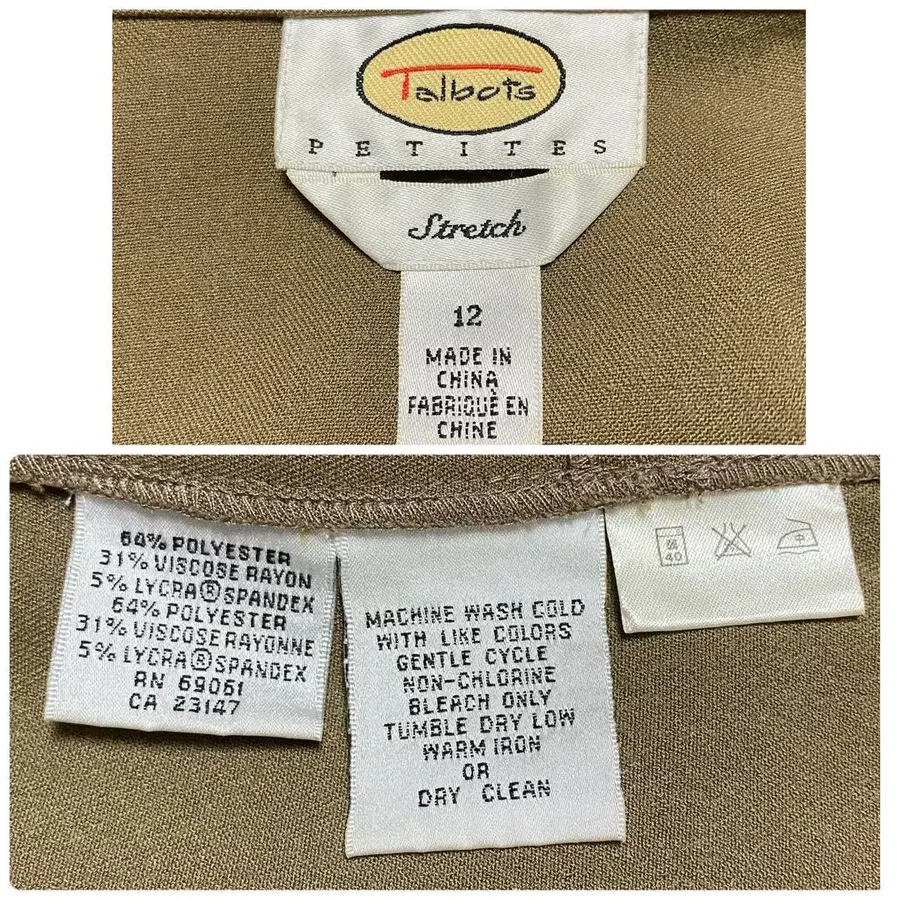 Talbots
PETITES
Stretch
12
MADE IN
CHINA
FABRIQUÉ EN
CHINE
64% POLYESTER
31% VISCOSE RAYON
5% LYCRA® SPANDEX
64% POLYESTER
31% VISCOSE RAYONNE
5% LYCRA® SPANDEX
RN 69061
CA 23147
MACHINE WASH COLD
WITH LIKE COLORS
GENTLE CYCLE
NON-CHLORINE
BLEACH ONLY
TUMBLE DRY LOW
WARM IRON
OR
DRY CLEAN
40
中